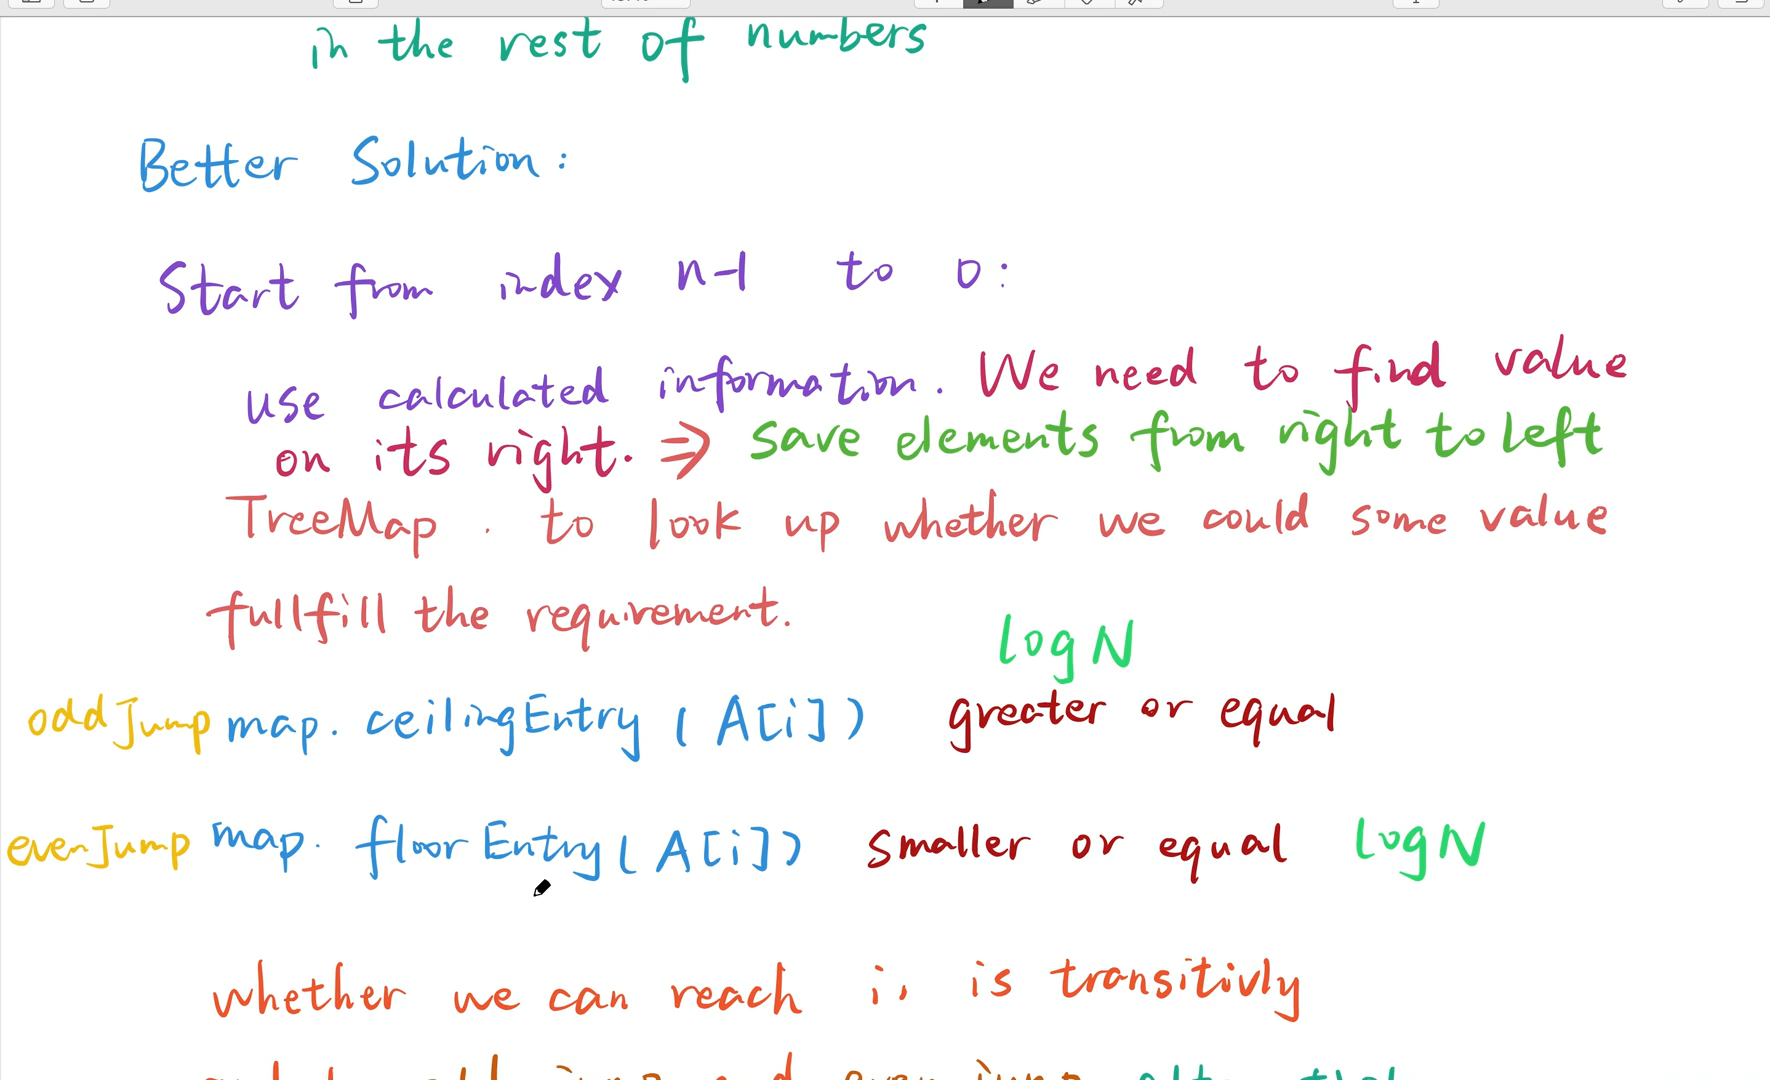 in the rest of numbers
Better Solution:
Start from index n-1 to 0:
use calculated information. We need to find value
on its right. ⇒ save elements from right to left
TreeMap . to look up whether we could some value
fullfill the requirement.
logN
oddJump map. ceilingEntry ( A[i] ) greater or equal
evenJump map. floorEntry ( A[i] ) smaller or equal logN
whether we can reach i, is transitivly